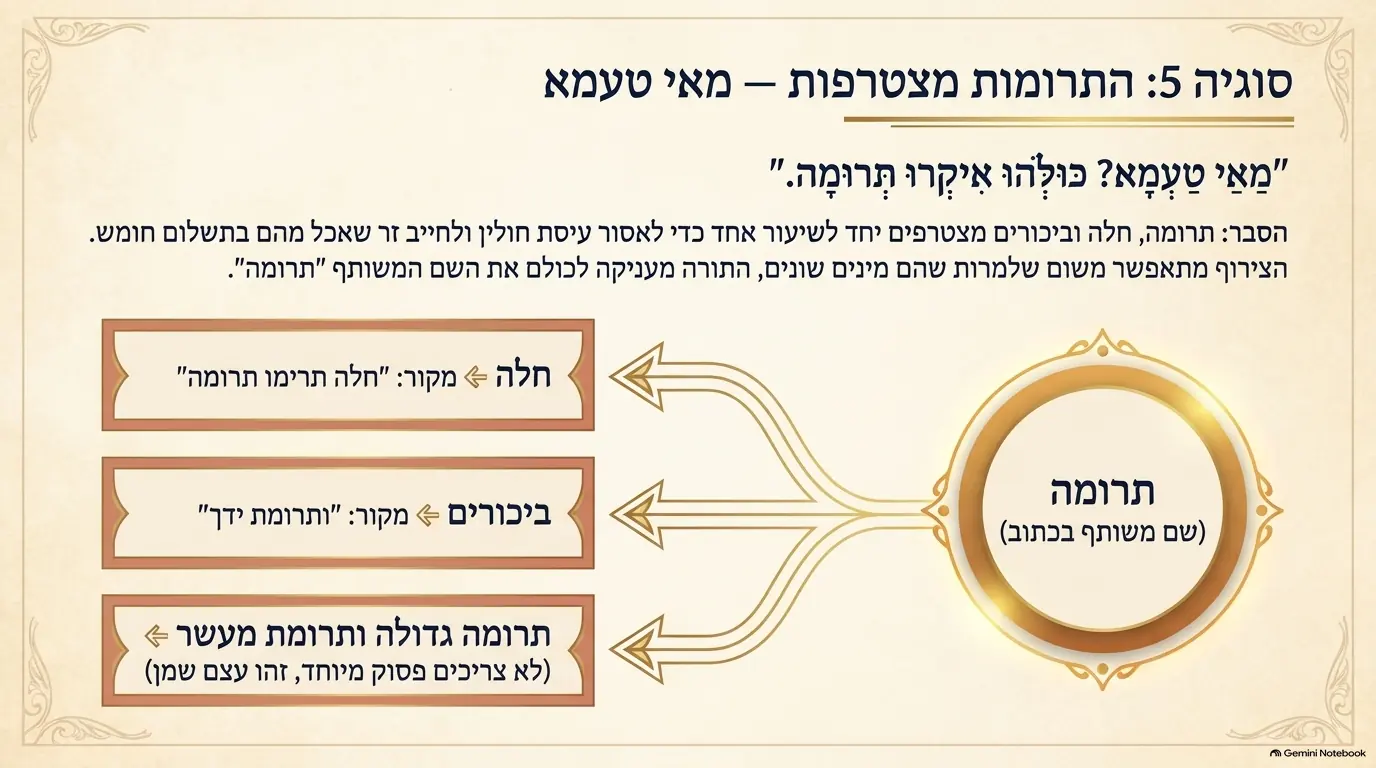 סוגיה 5: התרומות מצטרפות – מאי טעמא
"מַאַי טַעְמָא? כּוּלְּהוּ אִיקְרוּ תְּרוּמָה."
הסבר: תרומה, חלה וביכורים מצטרפים יחד לשיעור אחד כדי לאסור עיסת חולין ולחייב זר שאכל מהם בתשלום חומש.
הצירוף מתאפשר משום שלמרות שהם מינים שונים, התורה מעניקה לכולם את השם המשותף "תרומה".
תרומה
(שם משותף בכתוב)
חלה ⇐ מקור: "חלה תרימו תרומה"
ביכורים ⇐ מקור: "ותרומת ידך"
תרומה גדולה ותרומת מעשר ⇐
(לא צריכים פסוק מיוחד, זהו עצם שמן)
Gemini Notebook